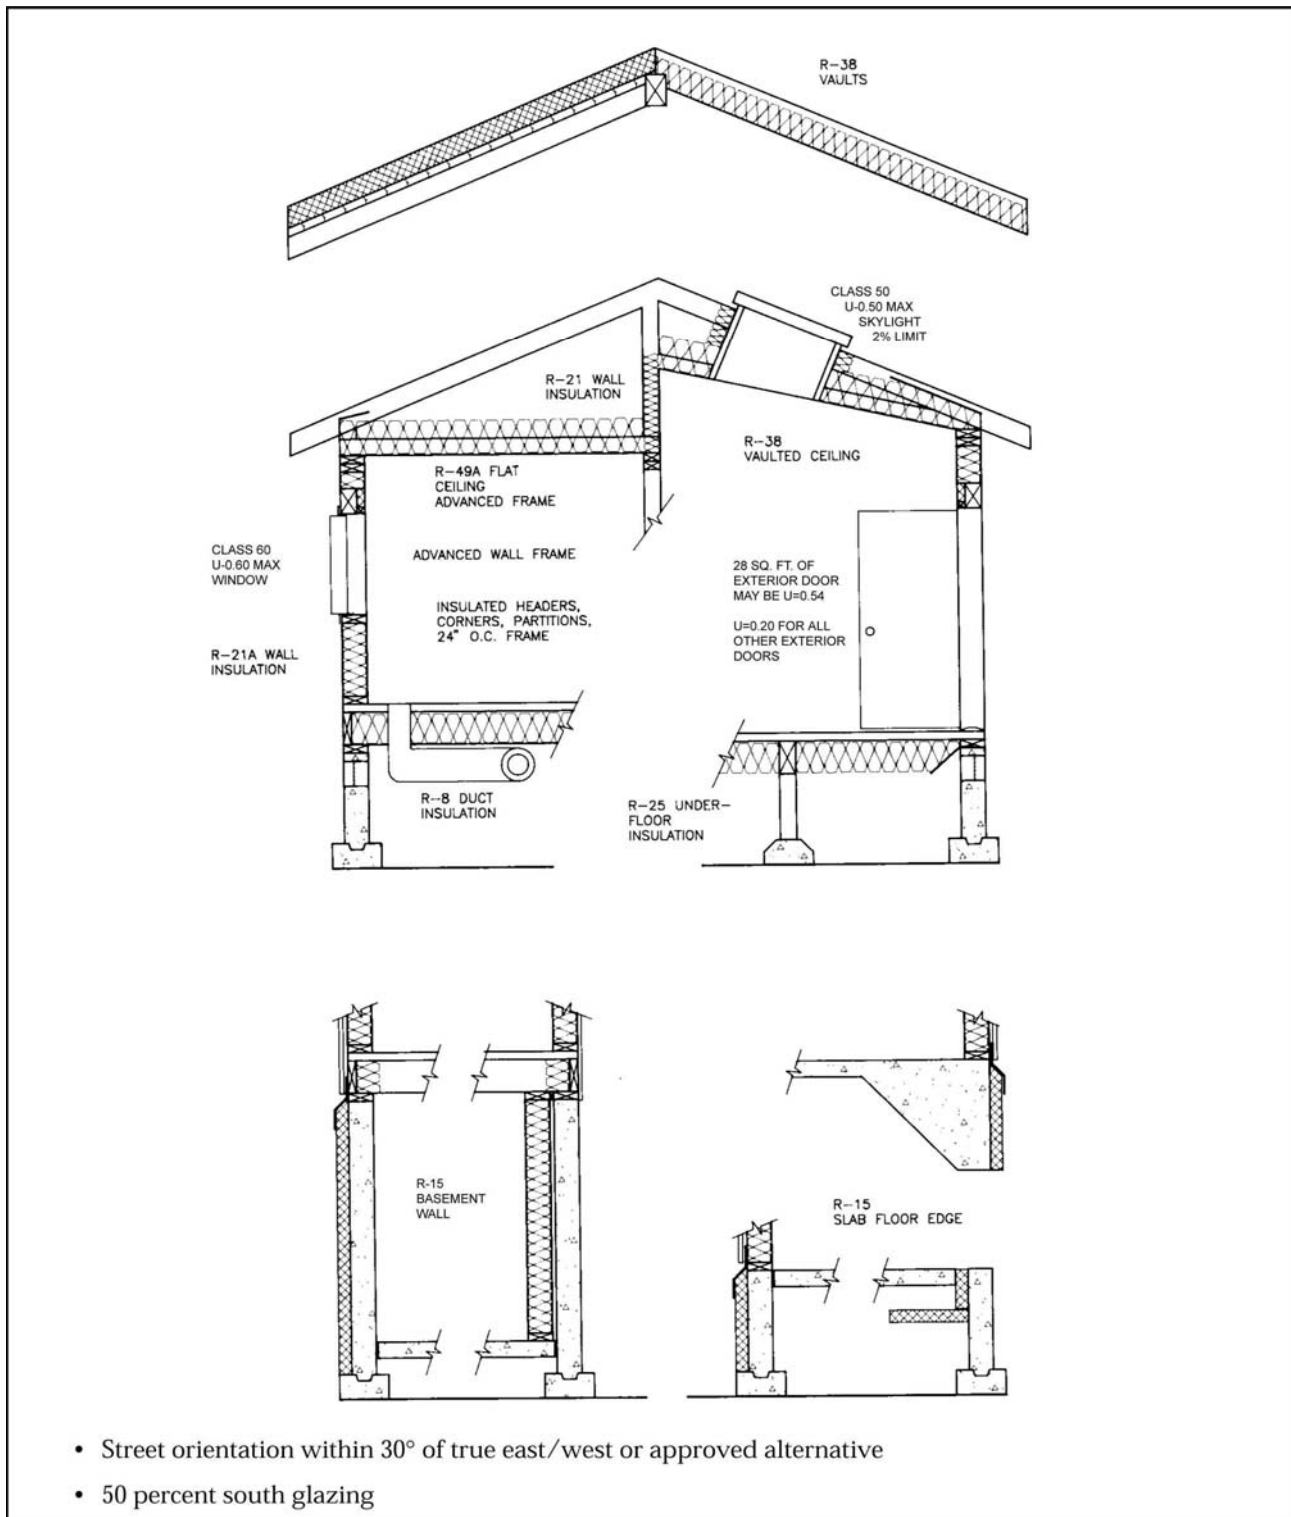 R-38
VAULTS
CLASS 50
U-0.50 MAX
SKYLIGHT
2% LIMIT
R-21 WALL
INSULATION
R-38
VAULTED CEILING
R-49A FLAT
CEILING
ADVANCED FRAME
CLASS 60
U-0.60 MAX
WINDOW
ADVANCED WALL FRAME
28 SQ. FT. OF
EXTERIOR DOOR
MAY BE U=0.54
U=0.20 FOR ALL
OTHER EXTERIOR
DOORS
INSULATED HEADERS,
CORNERS, PARTITIONS,
24" O.C. FRAME
R-21A WALL
INSULATION
R-8 DUCT
INSULATION
R-25 UNDER-
FLOOR
INSULATION
R-15
BASEMENT
WALL
R-15
SLAB FLOOR EDGE
• Street orientation within 30° of true east/west or approved alternative
• 50 percent south glazing